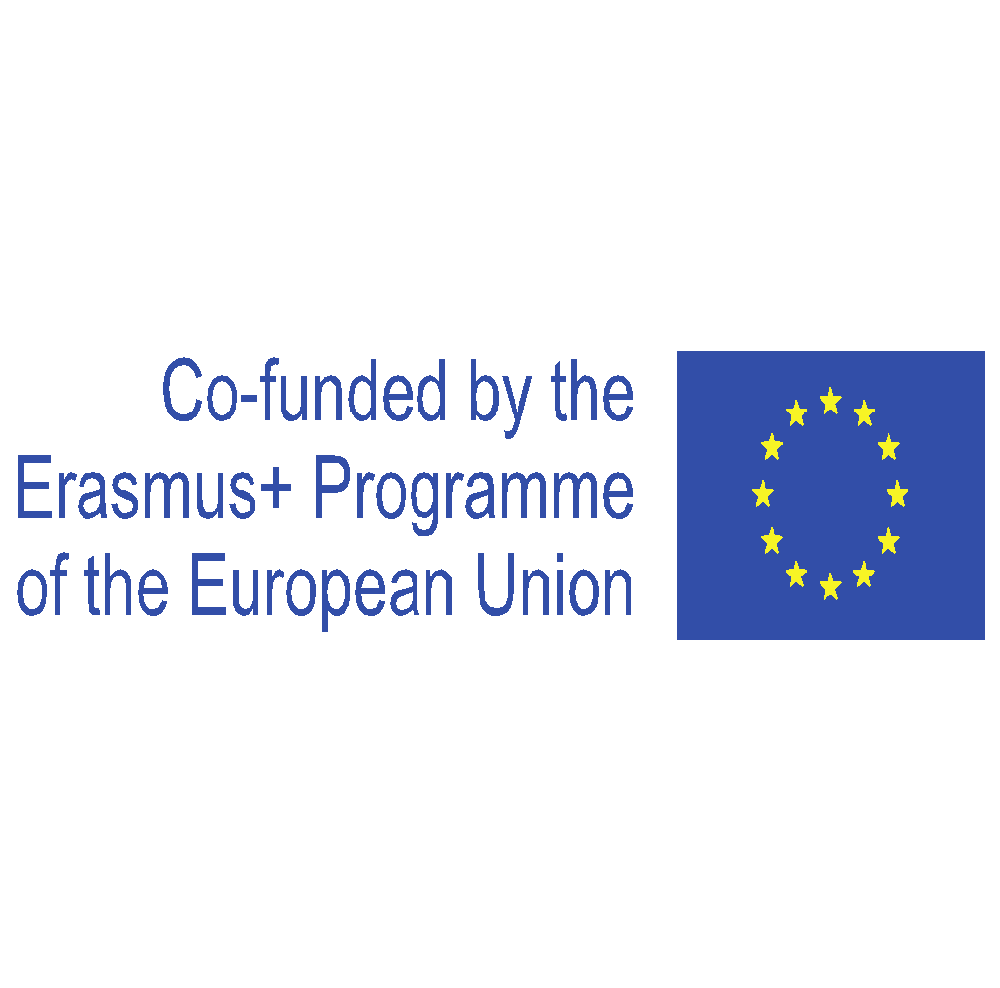 Co-funded by the
Erasmus+ Programme
of the European Union